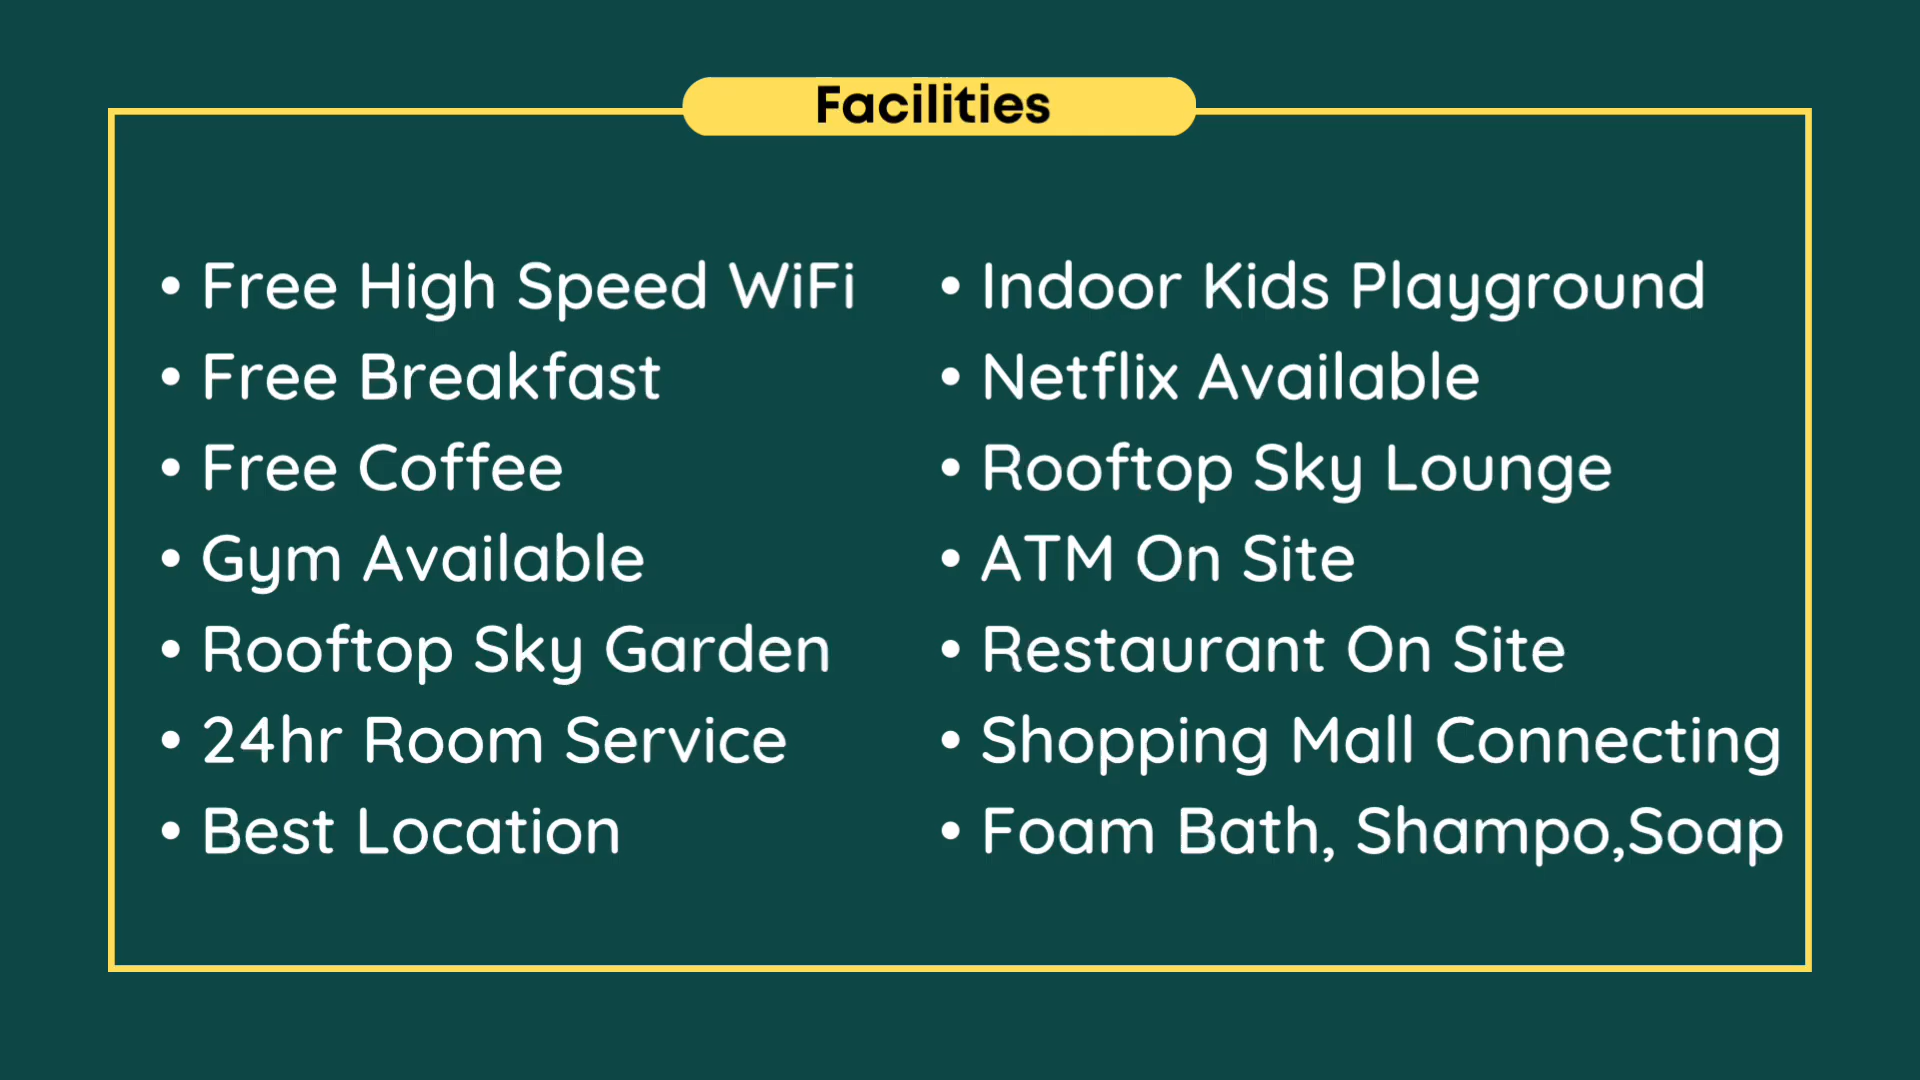 Facilities
• Free High Speed WiFi
• Free Breakfast
• Free Coffee
• Gym Available
• Rooftop Sky Garden
• 24hr Room Service
• Best Location
• Indoor Kids Playground
• Netflix Available
• Rooftop Sky Lounge
• ATM On Site
• Restaurant On Site
• Shopping Mall Connecting
• Foam Bath, Shampo,Soap